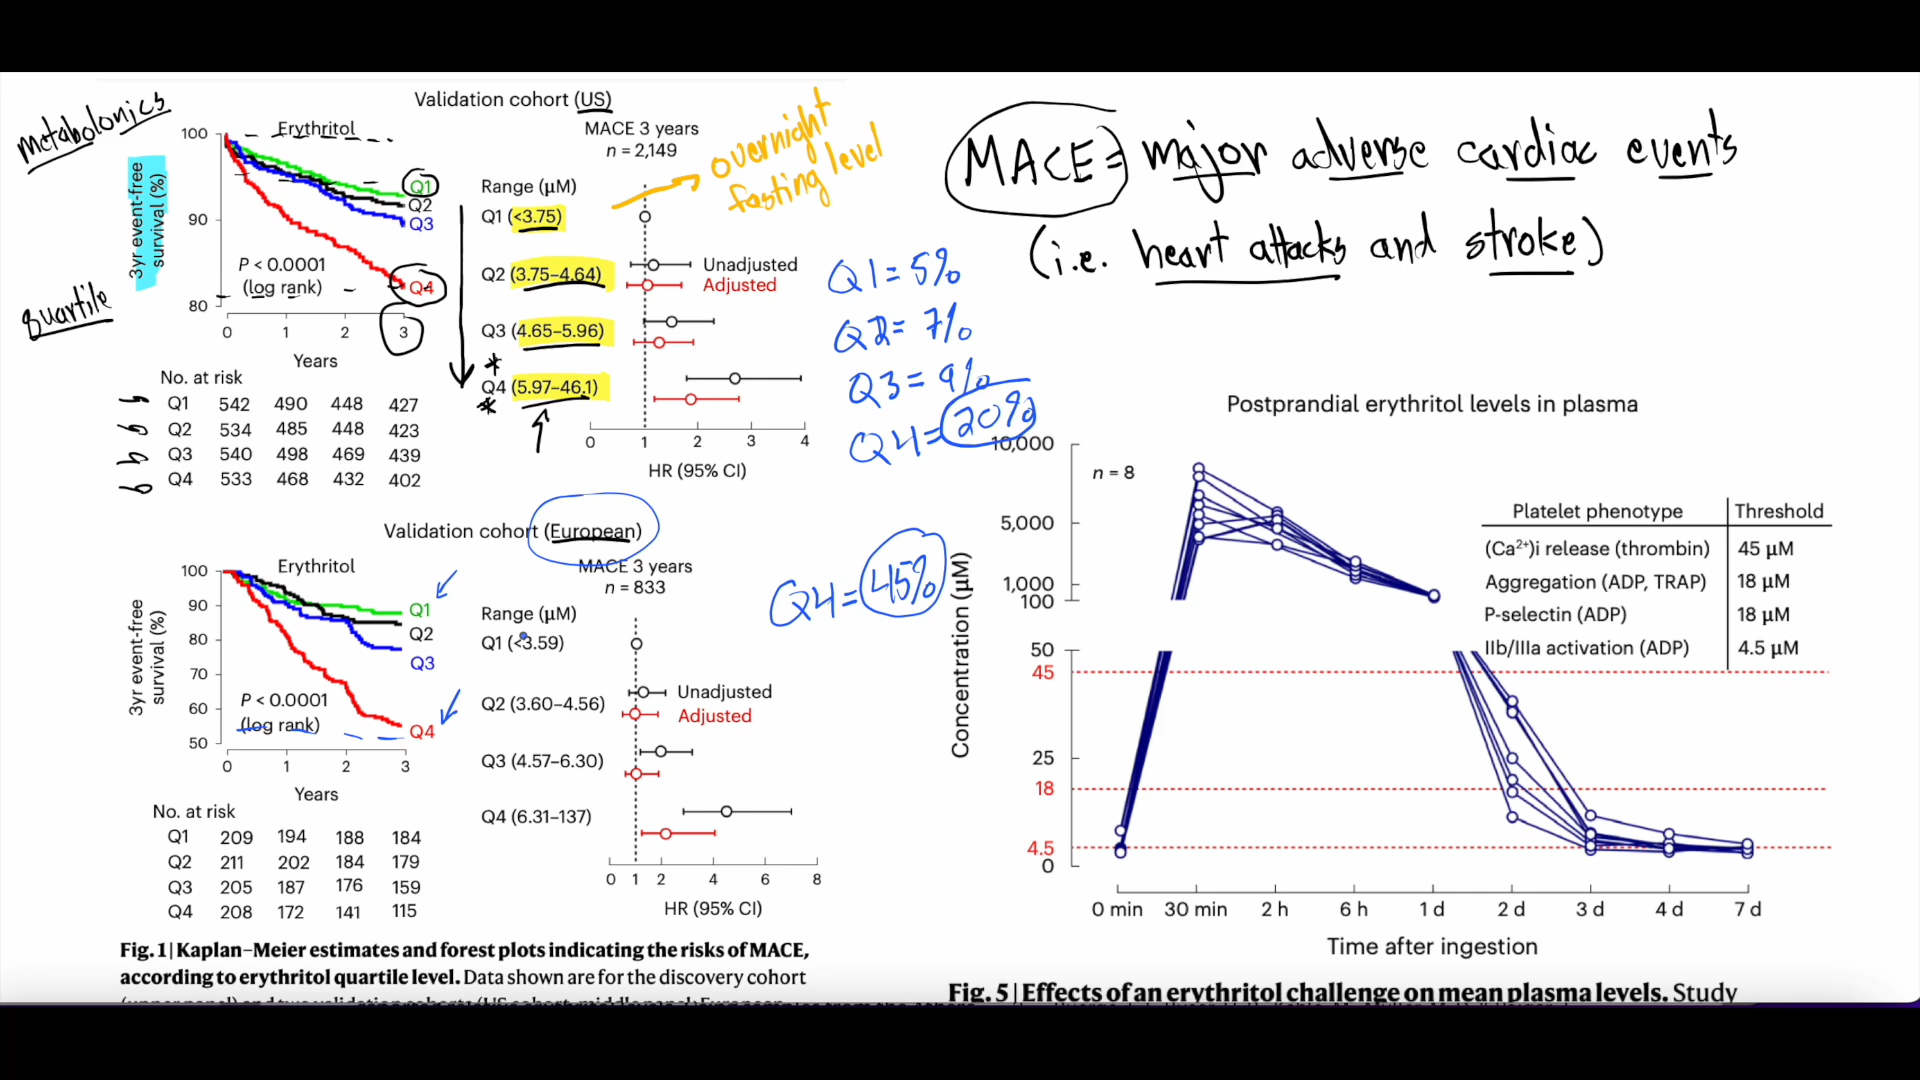 metabolomics
quartile
Validation cohort (US)
Erythritol
3yr event-free
survival (%)
100
90
80
Q1
Q2
Q3
Q4
P < 0.0001
(log rank)
0 1 2 3
Years
No. at risk
Q1 542 490 448 427
Q2 534 485 448 423
Q3 540 498 469 439
Q4 533 468 432 402
MACE 3 years
n = 2,149
Range (μM)
Q1 (<3.75)
Q2 (3.75–4.64)
Q3 (4.65–5.96)
Q4 (5.97–46.1)
Unadjusted
Adjusted
0 1 2 3 4
HR (95% CI)
overnight
fasting level
Q1= 5%
Q2= 7%
Q3= 9%
Q4= 20%
MACE= major adverse cardiac events
(i.e. heart attacks and stroke)
Validation cohort (European)
Erythritol
3yr event-free
survival (%)
100
90
80
70
60
50
Q1
Q2
Q3
Q4
P < 0.0001
(log rank)
0 1 2 3
Years
No. at risk
Q1 209 194 188 184
Q2 211 202 184 179
Q3 205 187 176 159
Q4 208 172 141 115
MACE 3 years
n = 833
Range (μM)
Q1 (<3.59)
Q2 (3.60–4.56)
Q3 (4.57–6.30)
Q4 (6.31–137)
Unadjusted
Adjusted
0 1 2 4 6 8
HR (95% CI)
Q4= 45%
Fig. 1 | Kaplan–Meier estimates and forest plots indicating the risks of MACE,
according to erythritol quartile level. Data shown are for the discovery cohort
Postprandial erythritol levels in plasma
n = 8
Concentration (μM)
10,000
5,000
1,000
100
50
45
25
18
4.5
0
Platelet phenotype Threshold
(Ca²⁺)i release (thrombin) 45 μM
Aggregation (ADP, TRAP) 18 μM
P-selectin (ADP) 18 μM
IIb/IIIa activation (ADP) 4.5 μM
0 min 30 min 2 h 6 h 1 d 2 d 3 d 4 d 7 d
Time after ingestion
Fig. 5 | Effects of an erythritol challenge on mean plasma levels. Study